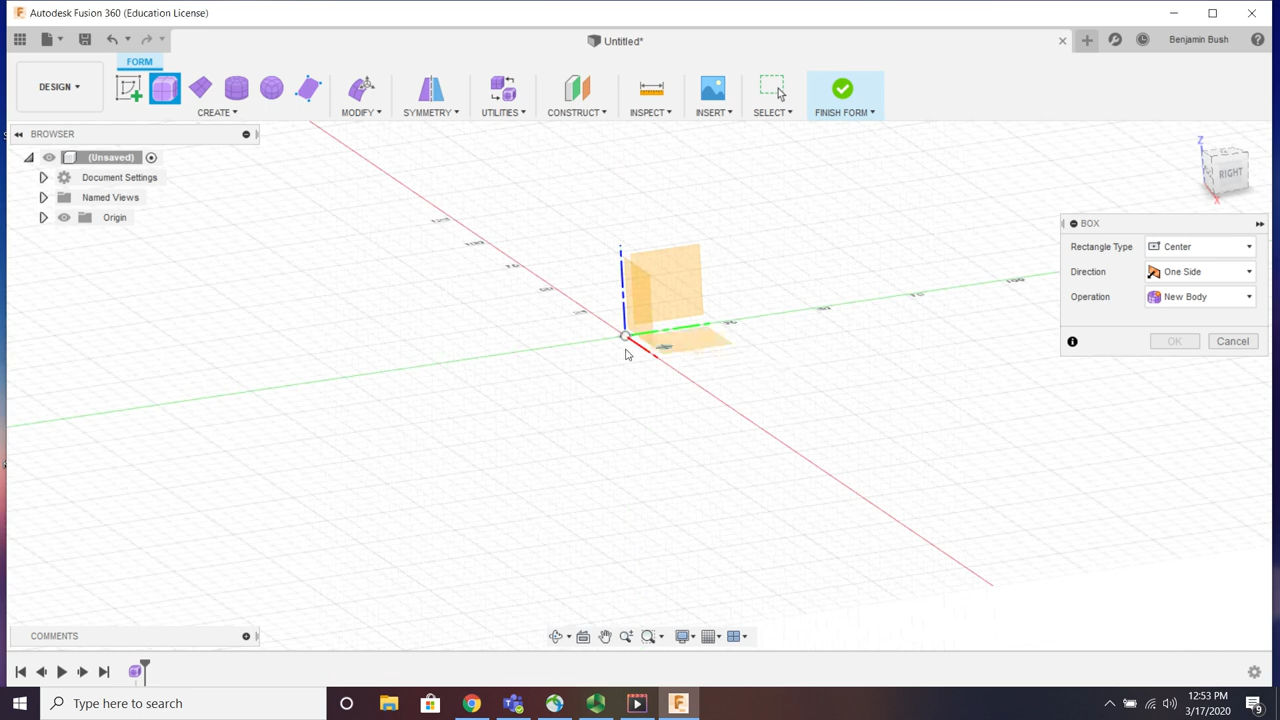 Autodesk Fusion 360 (Education License)
Untitled*
Benjamin Bush
FORM
DESIGN
CREATE
MODIFY
SYMMETRY
UTILITIES
CONSTRUCT
INSPECT
INSERT
SELECT
FINISH FORM
BROWSER
(Unsaved)
Document Settings
Named Views
Origin
Z
RIGHT
X
BOX
Rectangle Type
Center
Direction
One Side
Operation
New Body
OK
Cancel
COMMENTS
Type here to search
12:53 PM
3/17/2020